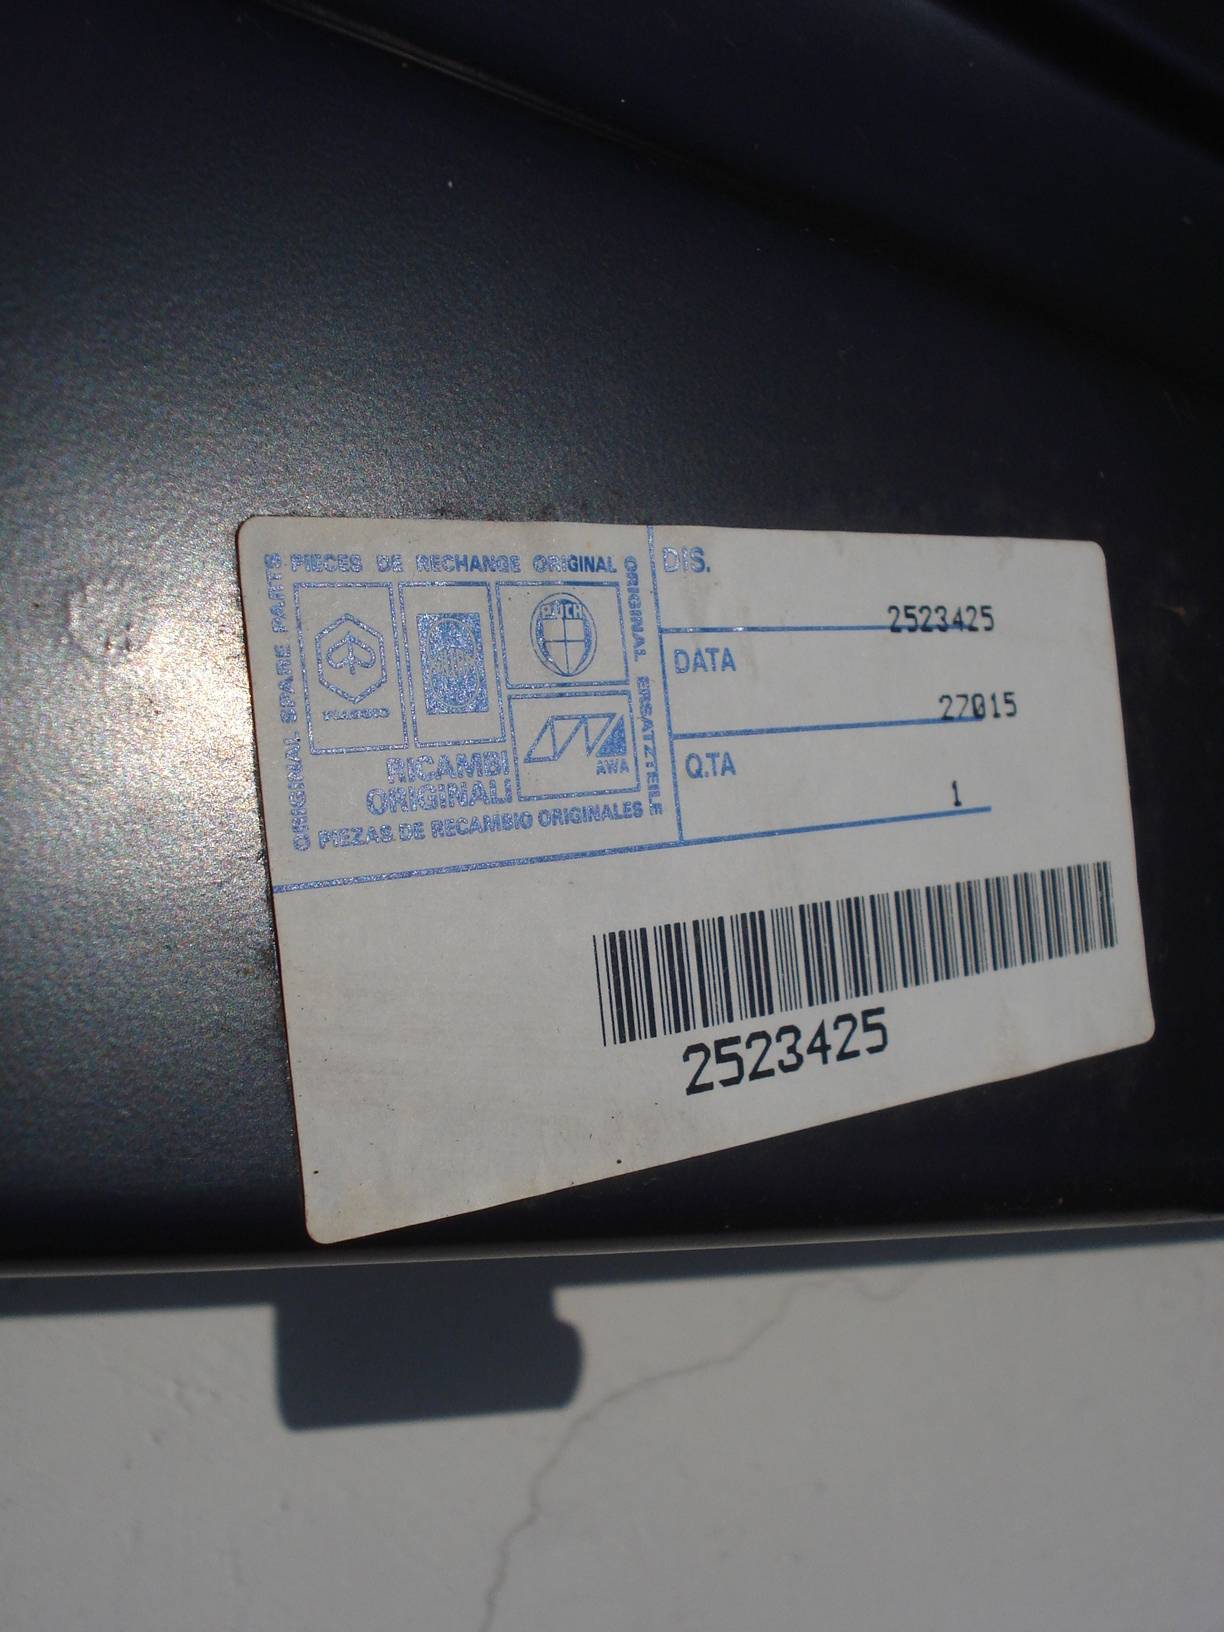 PIECES DE RECHANGE ORIGINAL
ORIGINAL SPARE PARTS
ORIGINAL ERSATZTEILE
PIAGGIO
PUCH
AWA
RICAMBI
ORIGINALI
PIEZAS DE RECAMBIO ORIGINALES
DIS.
2523425
DATA
27015
Q.TA
1
2523425